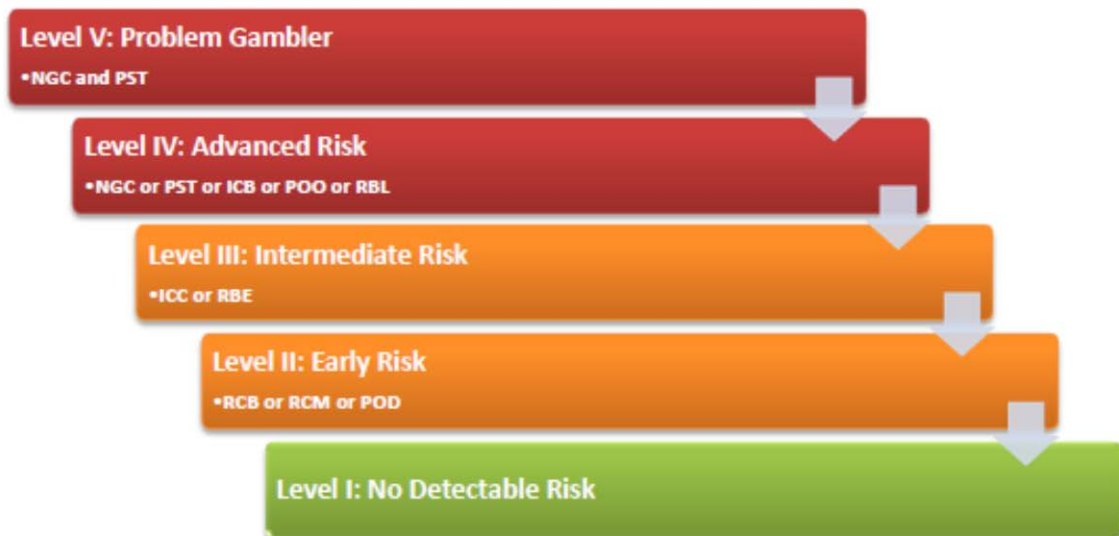 Level V: Problem Gambler
•NGC and PST
Level IV: Advanced Risk
•NGC or PST or ICB or POO or RBL
Level III: Intermediate Risk
•ICC or RBE
Level II: Early Risk
•RCB or RCM or POD
Level I: No Detectable Risk